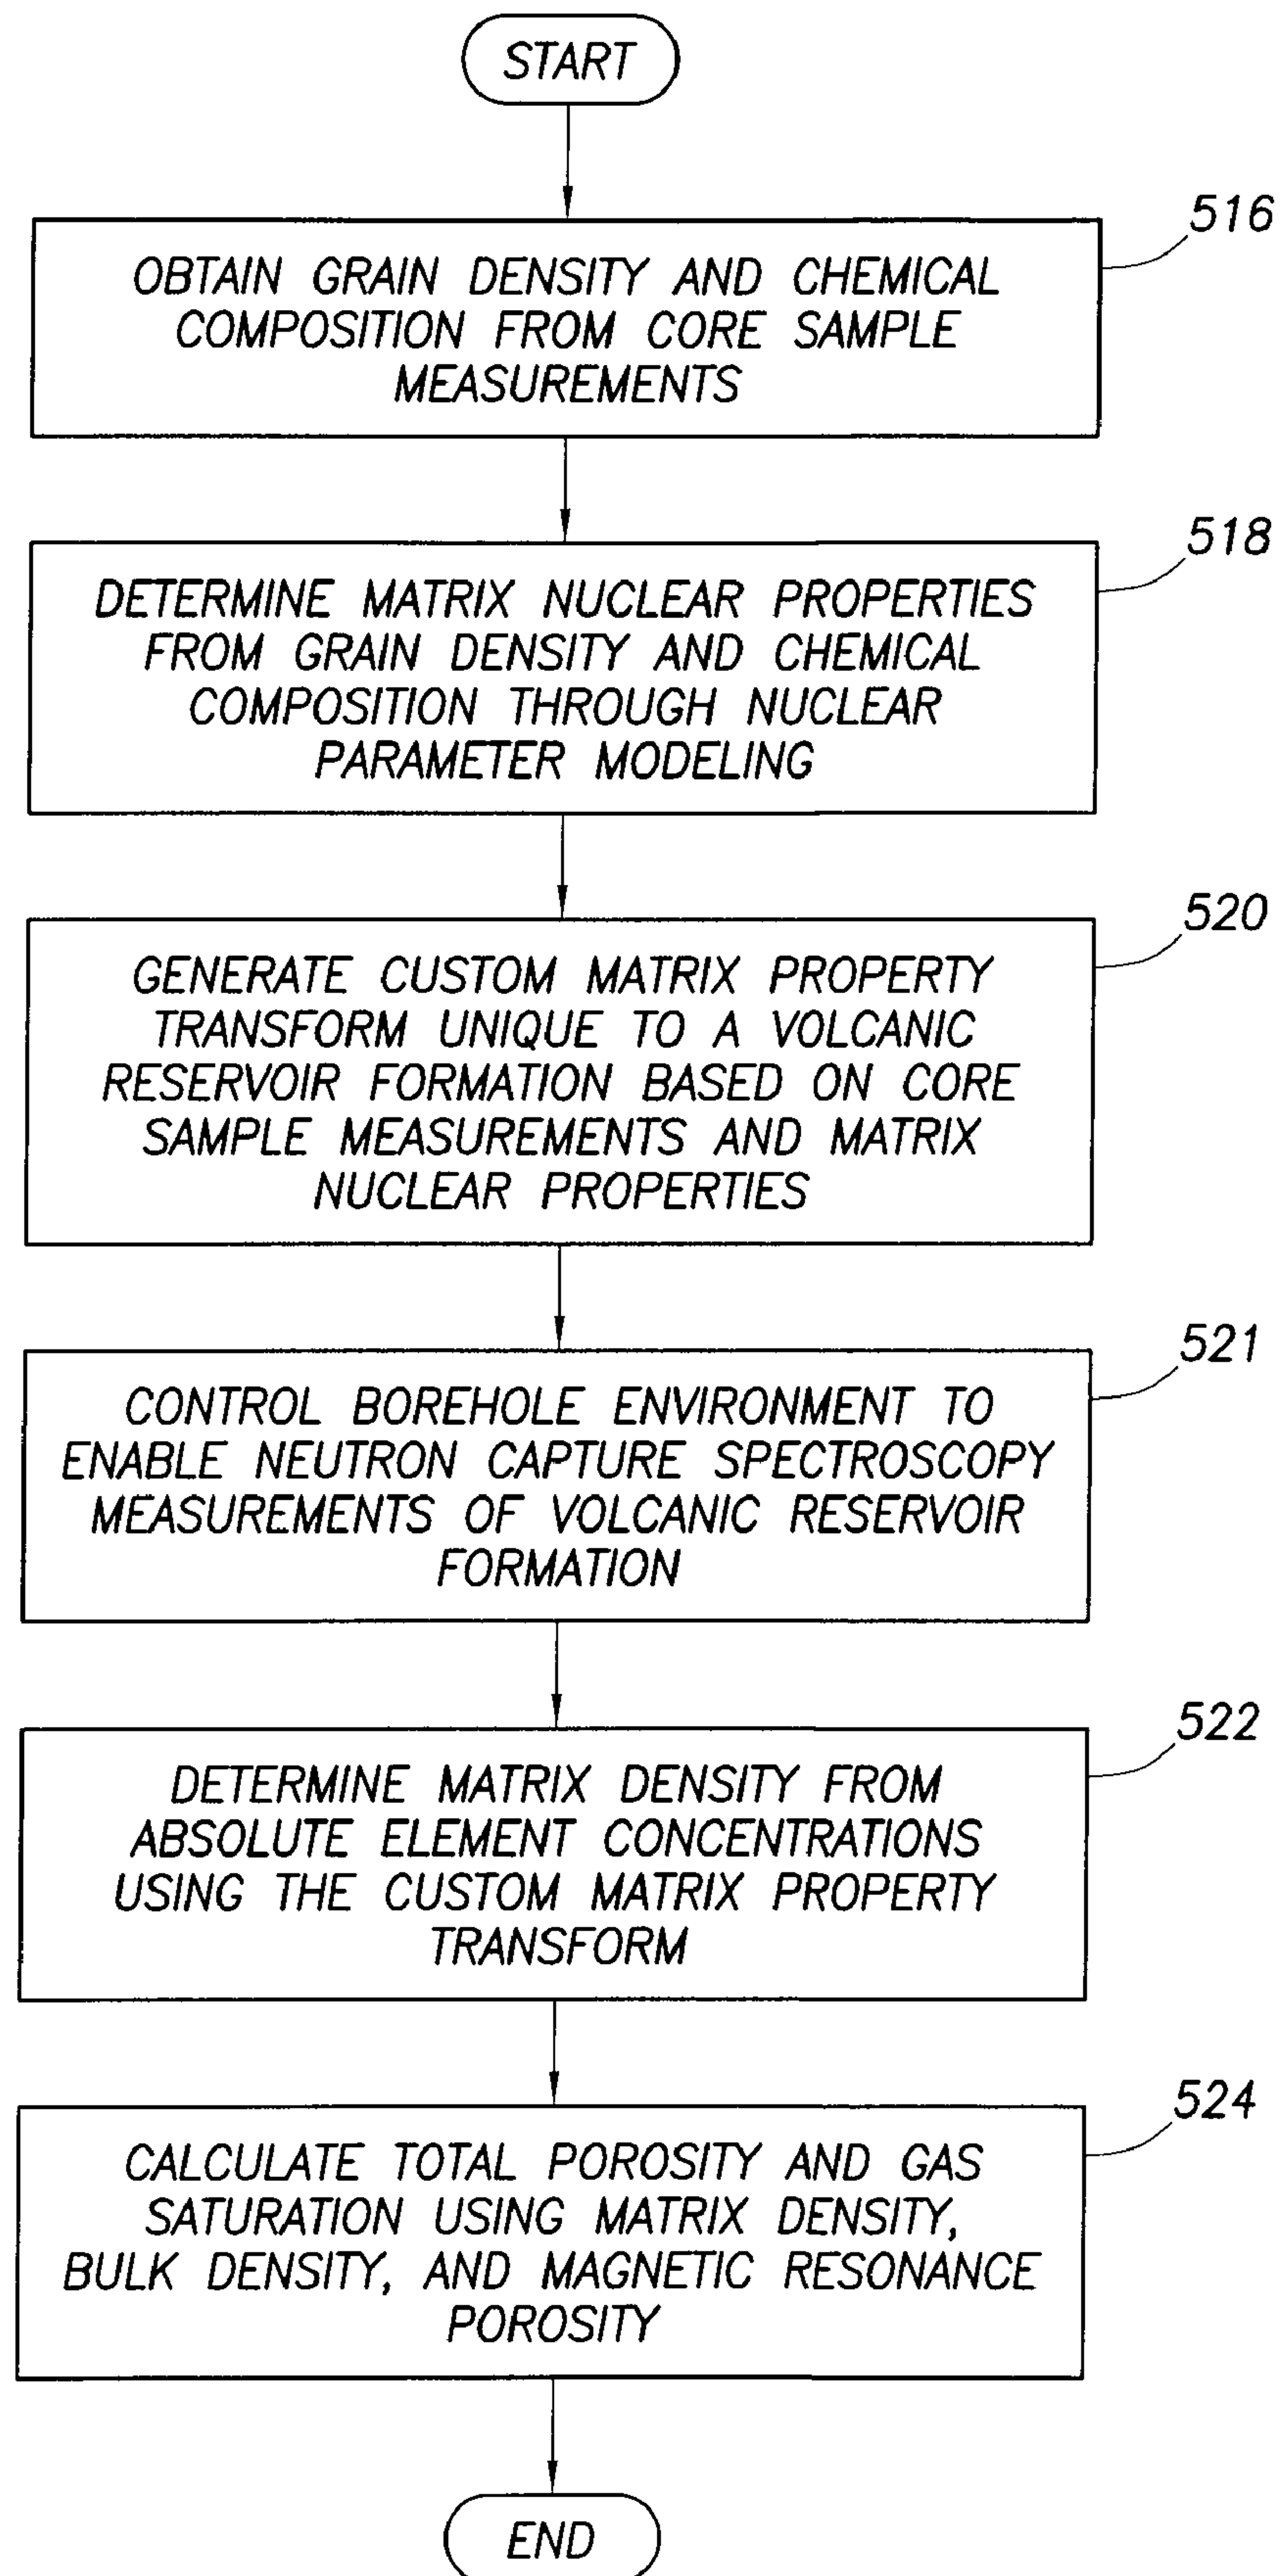 START
516
OBTAIN GRAIN DENSITY AND CHEMICAL
COMPOSITION FROM CORE SAMPLE
MEASUREMENTS
518
DETERMINE MATRIX NUCLEAR PROPERTIES
FROM GRAIN DENSITY AND CHEMICAL
COMPOSITION THROUGH NUCLEAR
PARAMETER MODELING
520
GENERATE CUSTOM MATRIX PROPERTY
TRANSFORM UNIQUE TO A VOLCANIC
RESERVOIR FORMATION BASED ON CORE
SAMPLE MEASUREMENTS AND MATRIX
NUCLEAR PROPERTIES
521
CONTROL BOREHOLE ENVIRONMENT TO
ENABLE NEUTRON CAPTURE SPECTROSCOPY
MEASUREMENTS OF VOLCANIC RESERVOIR
FORMATION
522
DETERMINE MATRIX DENSITY FROM
ABSOLUTE ELEMENT CONCENTRATIONS
USING THE CUSTOM MATRIX PROPERTY
TRANSFORM
524
CALCULATE TOTAL POROSITY AND GAS
SATURATION USING MATRIX DENSITY,
BULK DENSITY, AND MAGNETIC RESONANCE
POROSITY
END